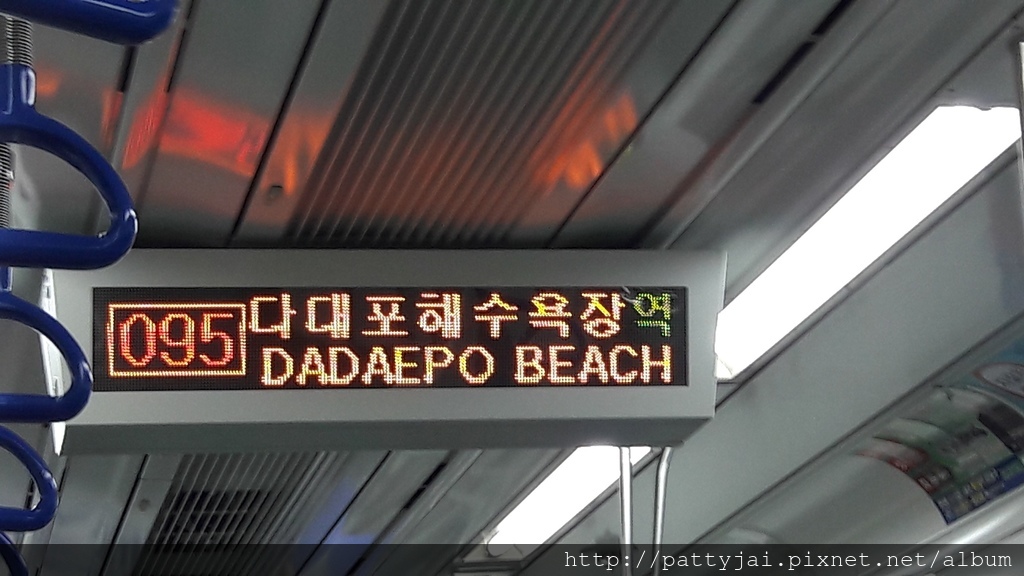 095
다대포해수욕장역
DADAEPO BEACH
http://pattyjai.pixnet.net/album